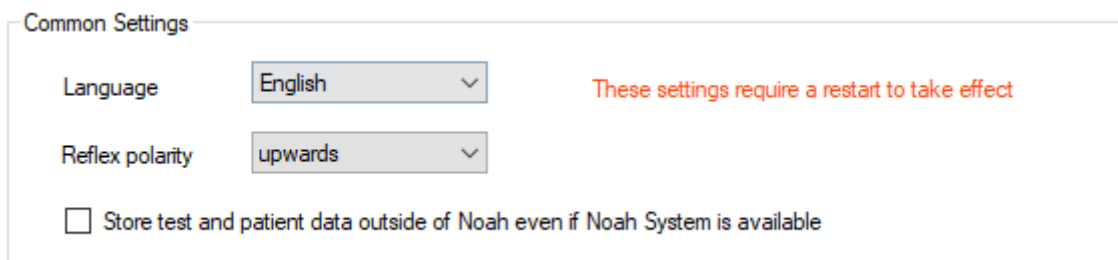 Common Settings
Language English These settings require a restart to take effect
Reflex polarity upwards
Store test and patient data outside of Noah even if Noah System is available